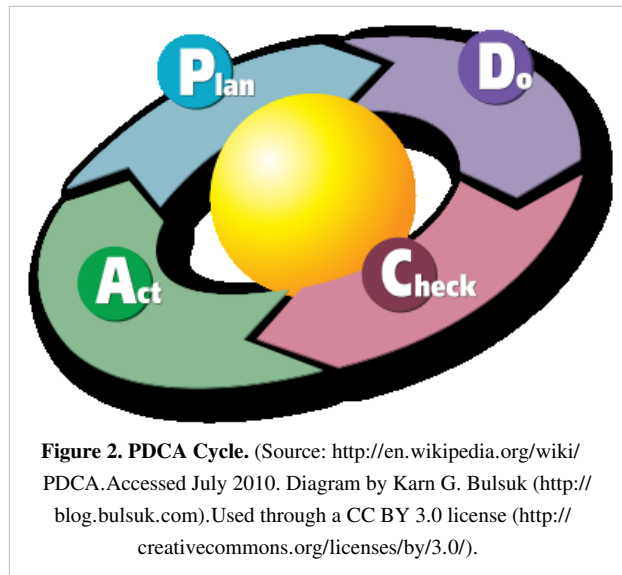 Plan
Do
Act
Check
Figure 2. PDCA Cycle. (Source: http://en.wikipedia.org/wiki/
PDCA.Accessed July 2010. Diagram by Karn G. Bulsuk (http://
blog.bulsuk.com).Used through a CC BY 3.0 license (http://
creativecommons.org/licenses/by/3.0/).